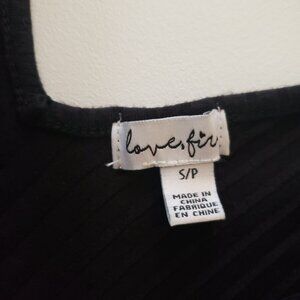 love, fire
S/P
MADE IN
CHINA
FABRIQUE
EN CHINE